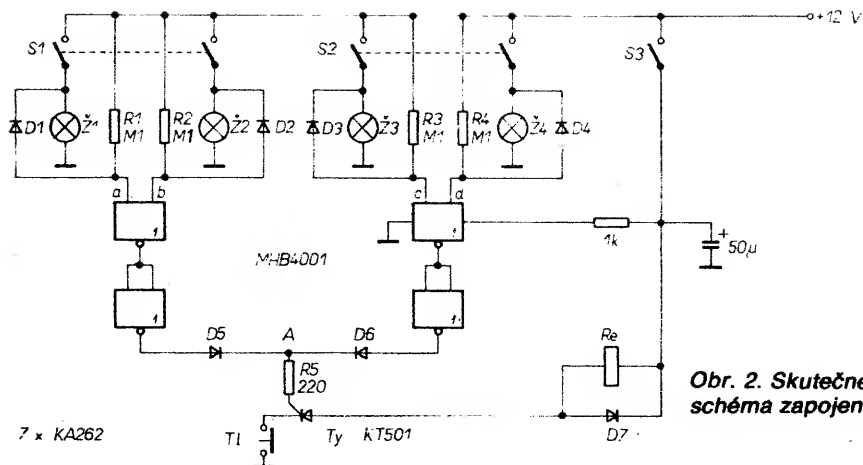 +12 V
S1
S2
S3
D1
Ž1
R1
M1
R2
M1
Ž2
D2
D3
Ž3
R3
M1
R4
M1
Ž4
D4
a
b
c
d
1
1
1k
+
50µ
MHB4001
1
1
D5
A
D6
Re
R5
220
Obr. 2. Skutečné
schéma zapojen
7 x KA262
Tl
Ty
KT501
D7